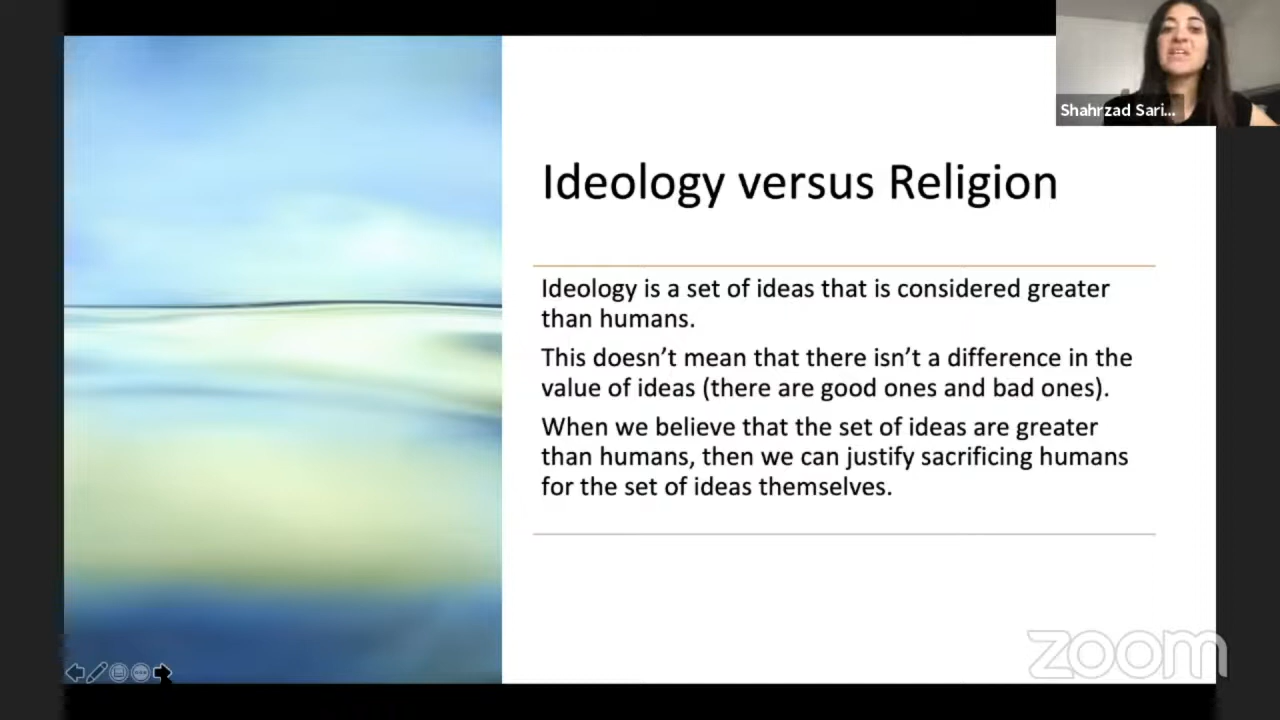 Shahrzad Sari...
Ideology versus Religion
Ideology is a set of ideas that is considered greater
than humans.
This doesn’t mean that there isn’t a difference in the
value of ideas (there are good ones and bad ones).
When we believe that the set of ideas are greater
than humans, then we can justify sacrificing humans
for the set of ideas themselves.
zoom